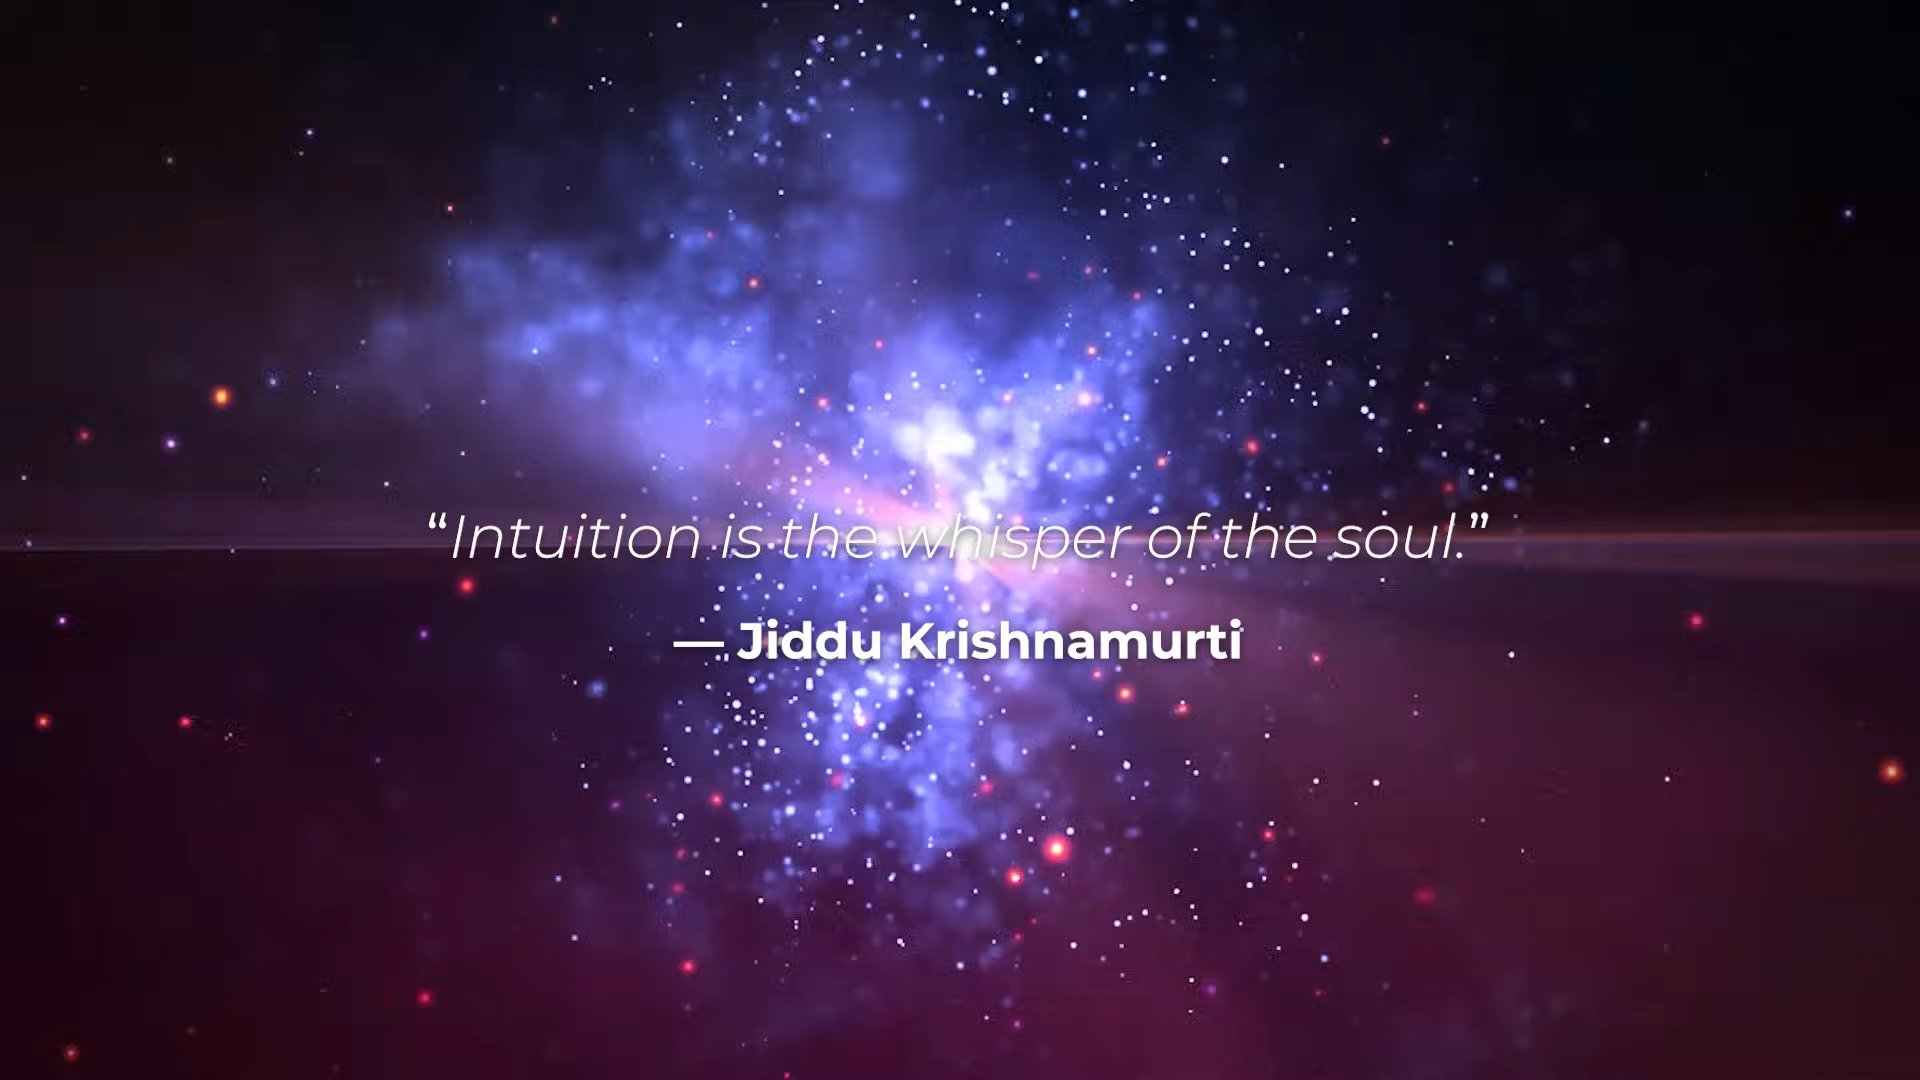 “Intuition is the whisper of the soul.”
— Jiddu Krishnamurti